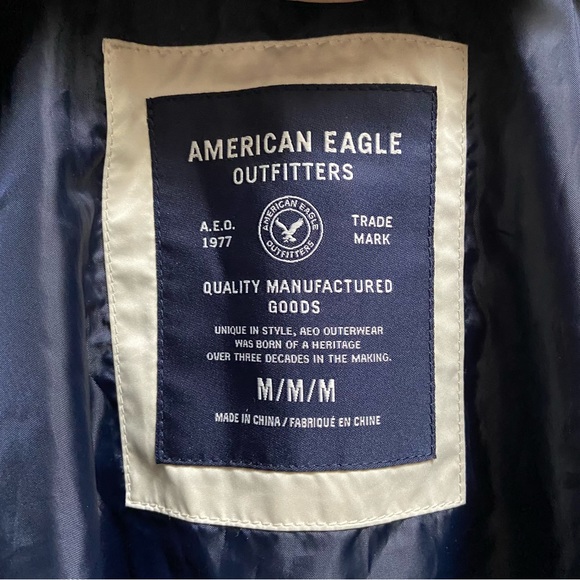 AMERICAN EAGLE
OUTFITTERS
A.E.O.
1977
AMERICAN EAGLE
OUTFITTERS
TRADE
MARK
QUALITY MANUFACTURED
GOODS
UNIQUE IN STYLE, AEO OUTERWEAR
WAS BORN OF A HERITAGE
OVER THREE DECADES IN THE MAKING.
M/M/M
MADE IN CHINA / FABRIQUÉ EN CHINE